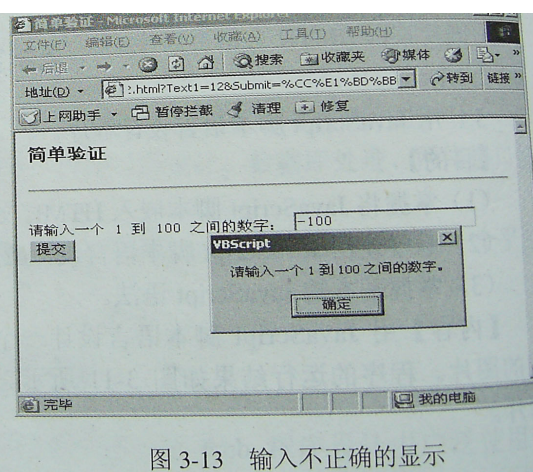 简单验证 - Microsoft Internet Explorer
文件(F) 编辑(E) 查看(V) 收藏(A) 工具(T) 帮助(H)
后退 搜索 收藏夹 媒体 »
地址(D) 2.html?Text1=12&Submit=%CC%E1%BD%BB 转到 链接 »
上网助手 暂停拦截 清理 修复
简单验证
请输入一个 1 到 100 之间的数字: -100
提交
VBScript
请输入一个 1 到 100 之间的数字。
确定
完毕 我的电脑
图 3-13 输入不正确的显示